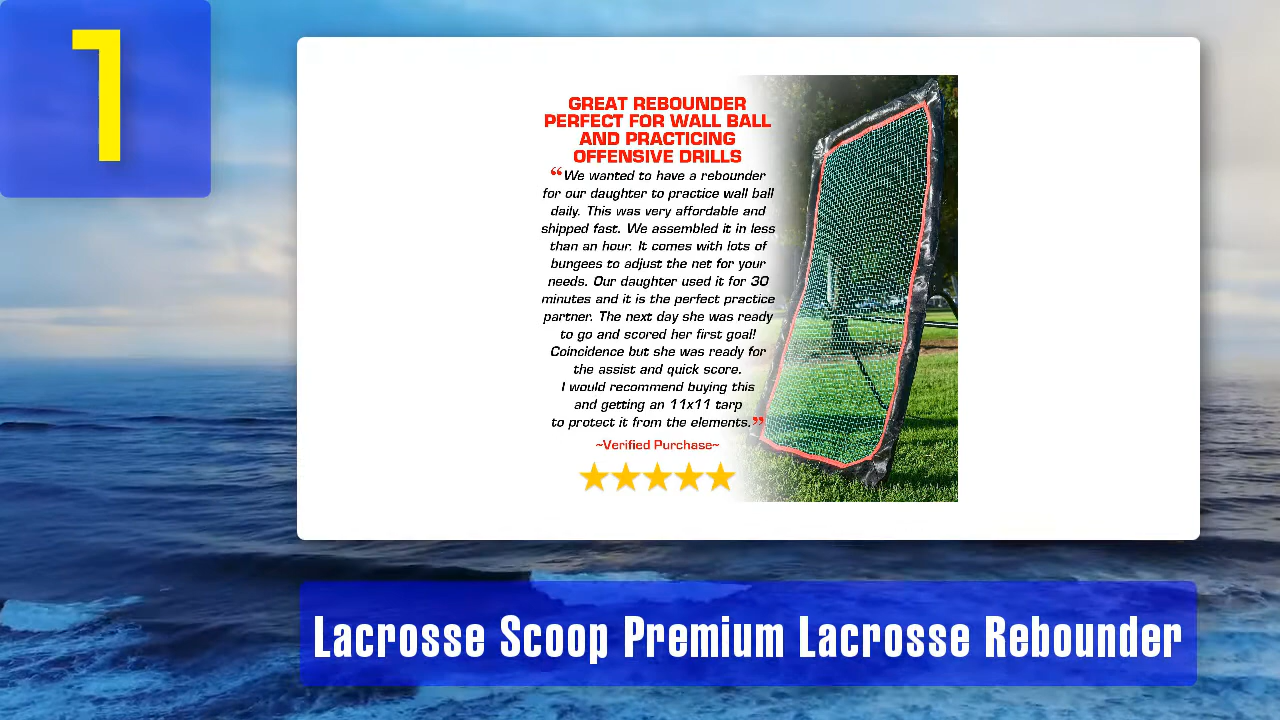 1
GREAT REBOUNDER
PERFECT FOR WALL BALL
AND PRACTICING
OFFENSIVE DRILLS
“We wanted to have a rebounder
for our daughter to practice wall ball
daily. This was very affordable and
shipped fast. We assembled it in less
than an hour. It comes with lots of
bungees to adjust the net for your
needs. Our daughter used it for 30
minutes and it is the perfect practice
partner. The next day she was ready
to go and scored her first goal!
Coincidence but she was ready for
the assist and quick score.
I would recommend buying this
and getting an 11x11 tarp
to protect it from the elements.”
~Verified Purchase~
Lacrosse Scoop Premium Lacrosse Rebounder